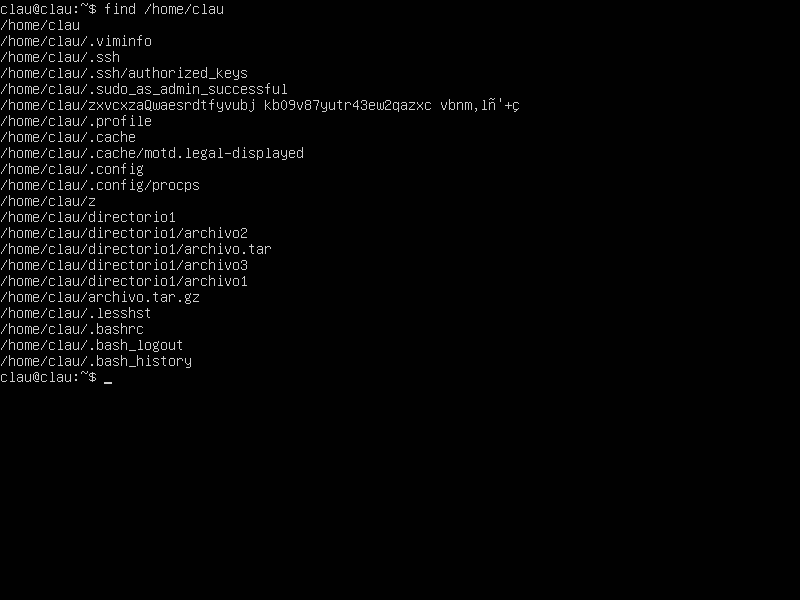 clau@clau:~$ find /home/clau
/home/clau
/home/clau/.viminfo
/home/clau/.ssh
/home/clau/.ssh/authorized_keys
/home/clau/.sudo_as_admin_successful
/home/clau/zxvcxzaQwaesrdtfyvubj kb09v87yutr43ew2qazxc vbnm,lñ'+ç
/home/clau/.profile
/home/clau/.cache
/home/clau/.cache/motd.legal-displayed
/home/clau/.config
/home/clau/.config/procps
/home/clau/z
/home/clau/directorio1
/home/clau/directorio1/archivo2
/home/clau/directorio1/archivo.tar
/home/clau/directorio1/archivo3
/home/clau/directorio1/archivo1
/home/clau/archivo.tar.gz
/home/clau/.lesshst
/home/clau/.bashrc
/home/clau/.bash_logout
/home/clau/.bash_history
clau@clau:~$ _